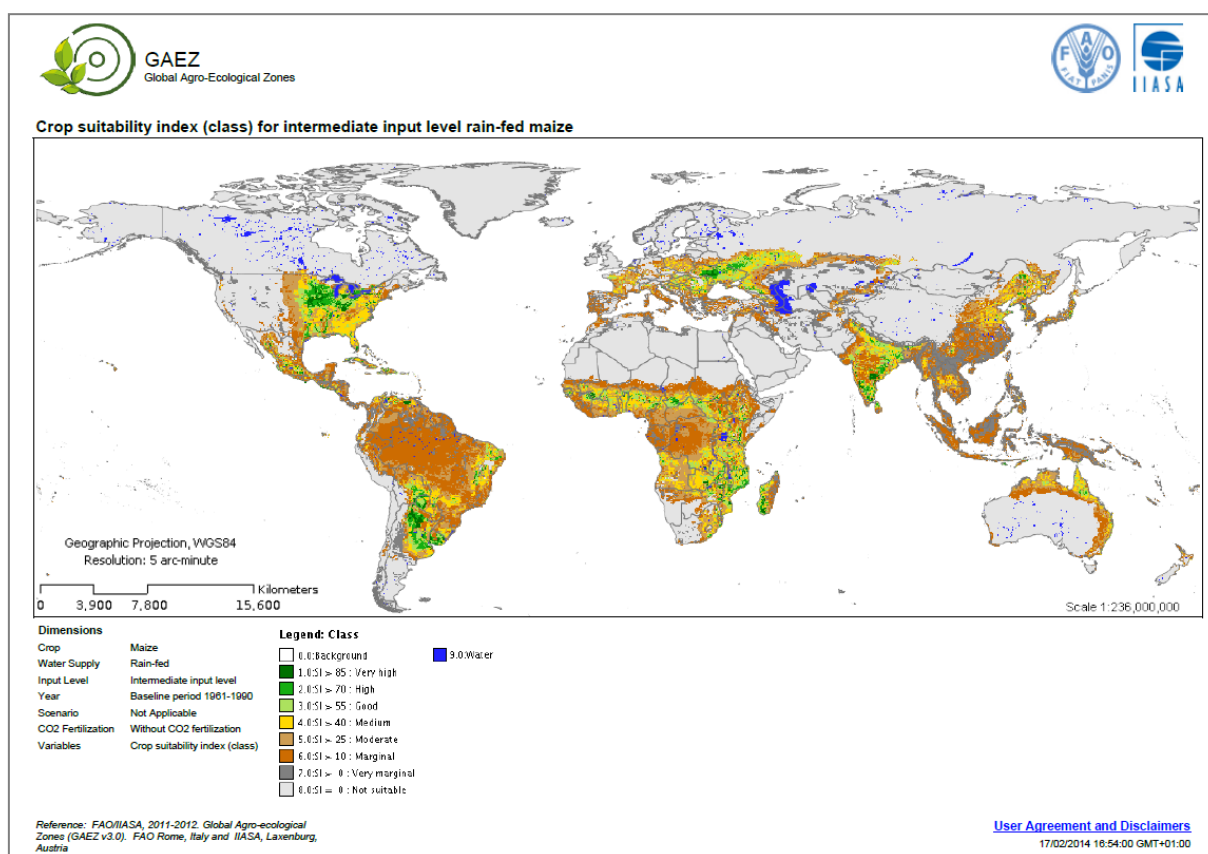 GAEZ
Global Agro-Ecological Zones
F A O
FIAT PANIS
IIASA
Crop suitability index (class) for intermediate input level rain-fed maize
Geographic Projection, WGS84
Resolution: 5 arc-minute
Kilometers
0 3,900 7,800 15,600
Scale 1:236,000,000
Dimensions
Crop Maize
Water Supply Rain-fed
Input Level Intermediate input level
Year Baseline period 1961-1990
Scenario Not Applicable
CO2 Fertilization Without CO2 fertilization
Variables Crop suitability index (class)
Legend: Class
0.0:Background
1.0:SI > 85 : Very high
2.0:SI > 70 : High
3.0:SI > 55 : Good
4.0:SI > 40 : Medium
5.0:SI > 25 : Moderate
6.0:SI > 10 : Marginal
7.0:SI > 0 : Very marginal
8.0:SI = 0 : Not suitable
9.0:Water
Reference: FAO/IIASA, 2011-2012. Global Agro-ecological
Zones (GAEZ v3.0). FAO Rome, Italy and IIASA, Laxenburg,
Austria
User Agreement and Disclaimers
17/02/2014 16:54:00 GMT+01:00